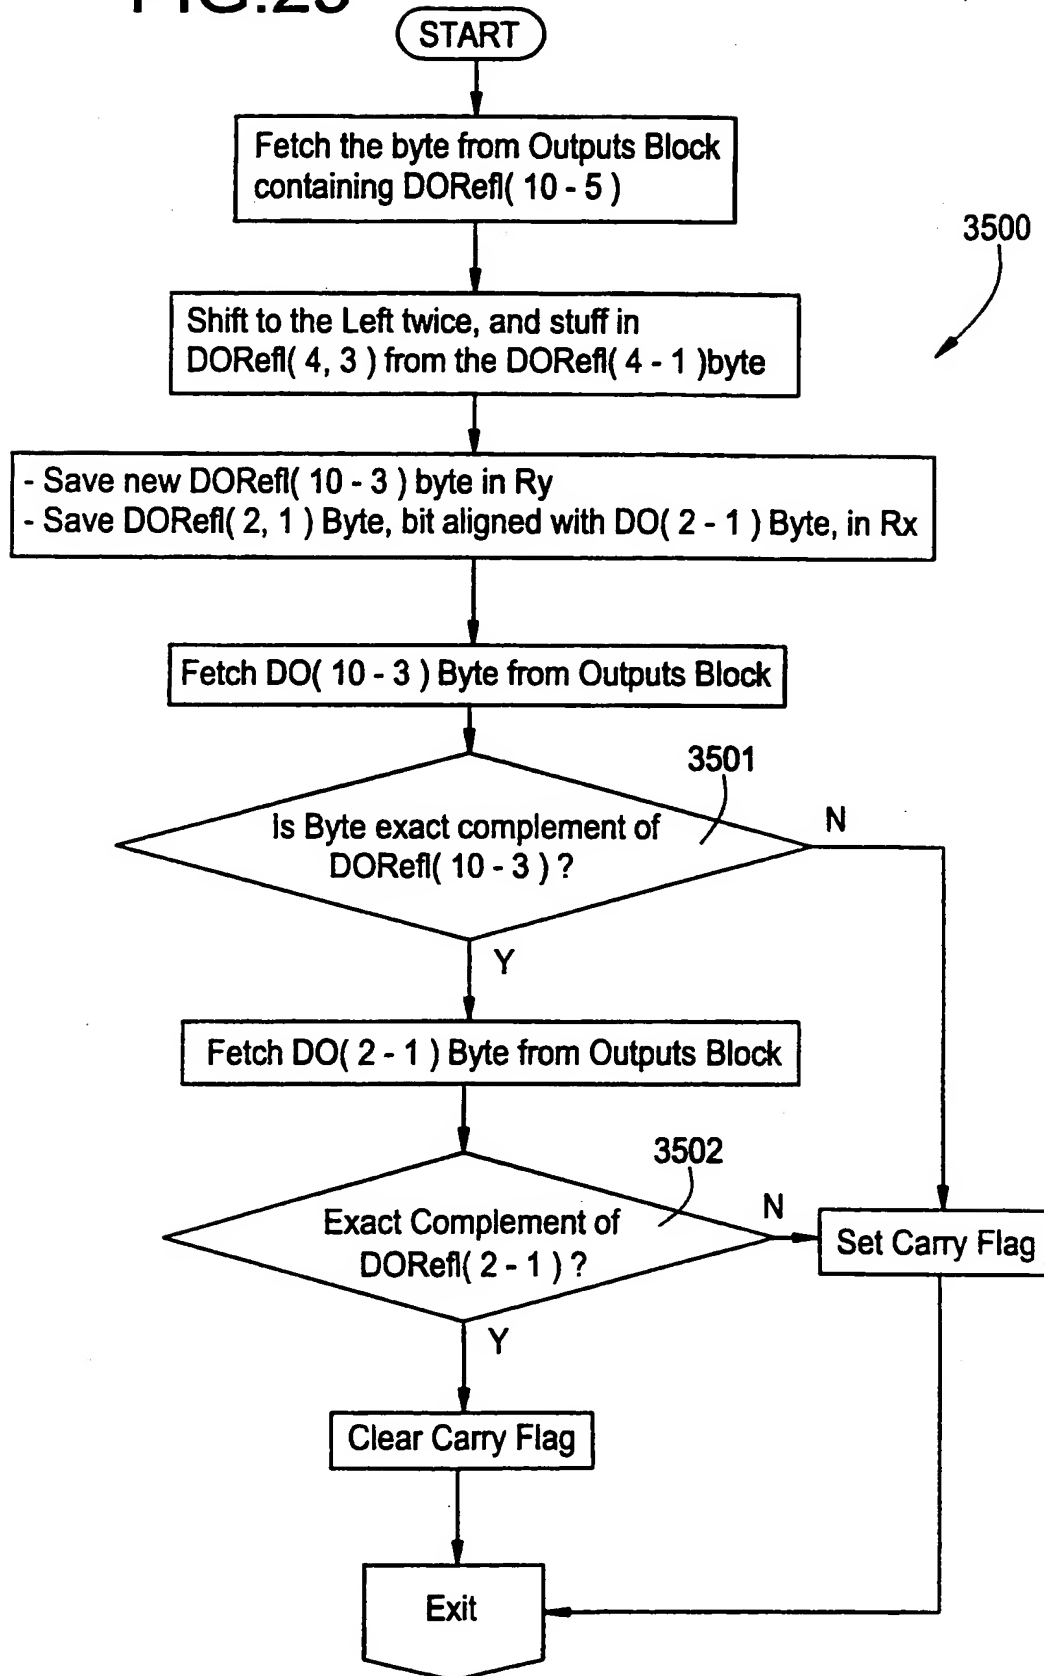 START
Fetch the byte from Outputs Block
containing DORefl( 10 - 5 )
3500
Shift to the Left twice, and stuff in
DORefl( 4, 3 ) from the DORefl( 4 - 1 )byte
- Save new DORefl( 10 - 3 ) byte in Ry
- Save DORefl( 2, 1 ) Byte, bit aligned with DO( 2 - 1 ) Byte, in Rx
Fetch DO( 10 - 3 ) Byte from Outputs Block
3501
Is Byte exact complement of
DORefl( 10 - 3 ) ?
N
Y
Fetch DO( 2 - 1 ) Byte from Outputs Block
3502
Exact Complement of
DORefl( 2 - 1 ) ?
N
Set Carry Flag
Y
Clear Carry Flag
Exit